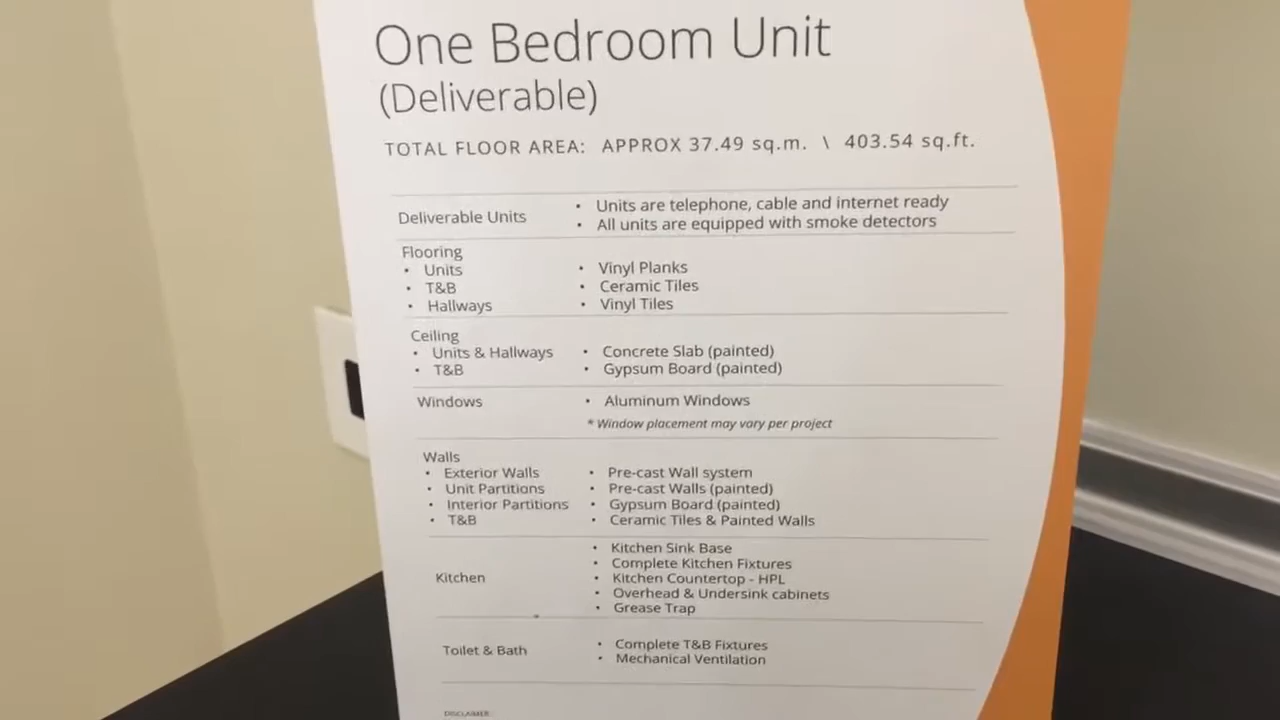 One Bedroom Unit
(Deliverable)
TOTAL FLOOR AREA: APPROX 37.49 sq.m. \ 403.54 sq.ft.
Deliverable Units
• Units are telephone, cable and internet ready
• All units are equipped with smoke detectors
Flooring
• Units • Vinyl Planks
• T&B • Ceramic Tiles
• Hallways • Vinyl Tiles
Ceiling
• Units & Hallways • Concrete Slab (painted)
• T&B • Gypsum Board (painted)
Windows • Aluminum Windows
* Window placement may vary per project
Walls
• Exterior Walls • Pre-cast Wall system
• Unit Partitions • Pre-cast Walls (painted)
• Interior Partitions • Gypsum Board (painted)
• T&B • Ceramic Tiles & Painted Walls
Kitchen
• Kitchen Sink Base
• Complete Kitchen Fixtures
• Kitchen Countertop - HPL
• Overhead & Undersink cabinets
• Grease Trap
Toilet & Bath
• Complete T&B Fixtures
• Mechanical Ventilation
DISCLAIMER: